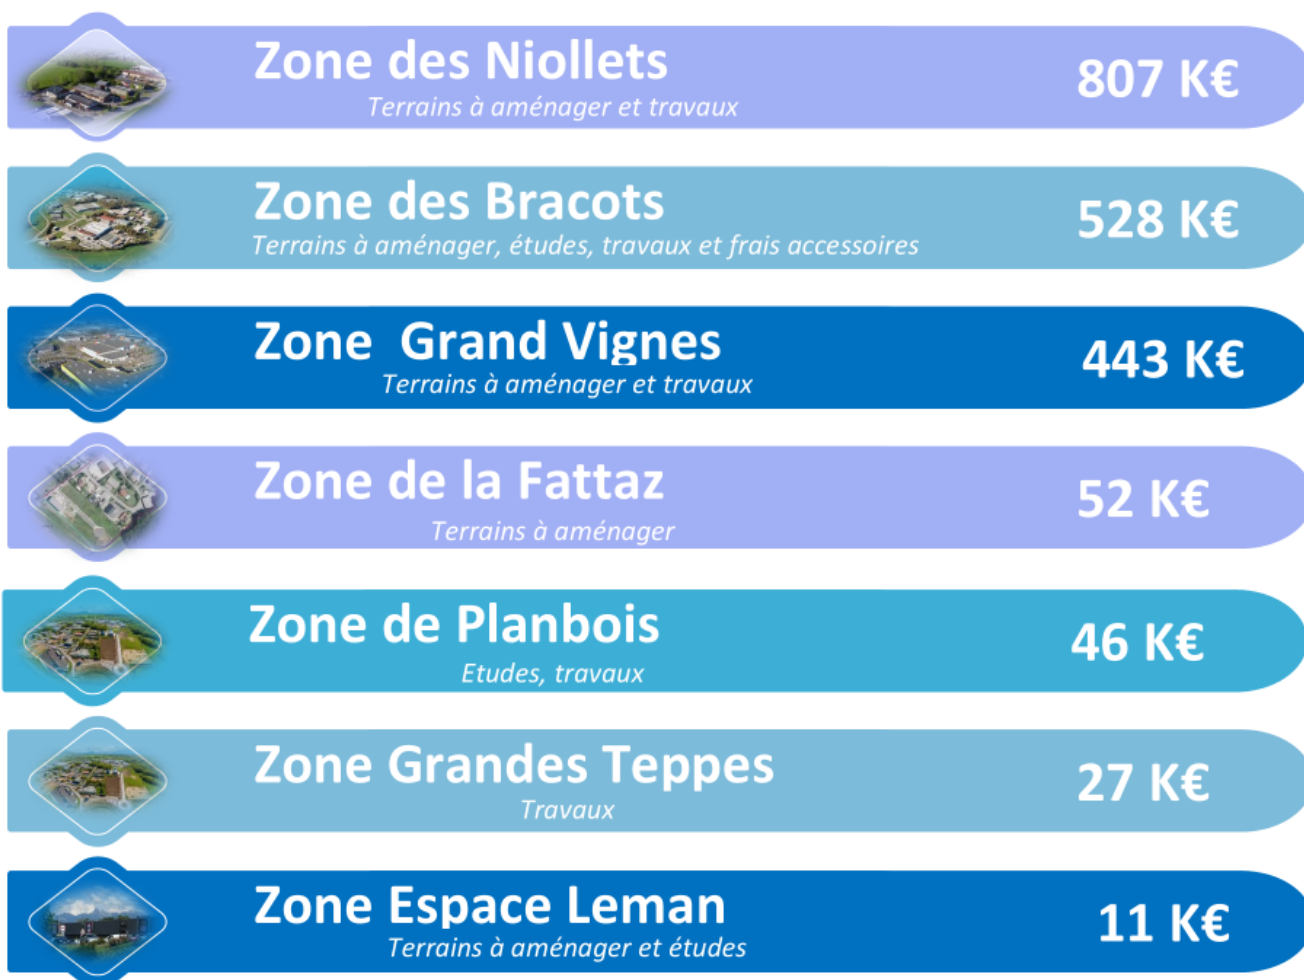 Zone des Niollets
Terrains à aménager et travaux
807 K€
Zone des Bracots
Terrains à aménager, études, travaux et frais accessoires
528 K€
Zone Grand Vignes
Terrains à aménager et travaux
443 K€
Zone de la Fattaz
Terrains à aménager
52 K€
Zone de Planbois
Etudes, travaux
46 K€
Zone Grandes Teppes
Travaux
27 K€
Zone Espace Leman
Terrains à aménager et études
11 K€